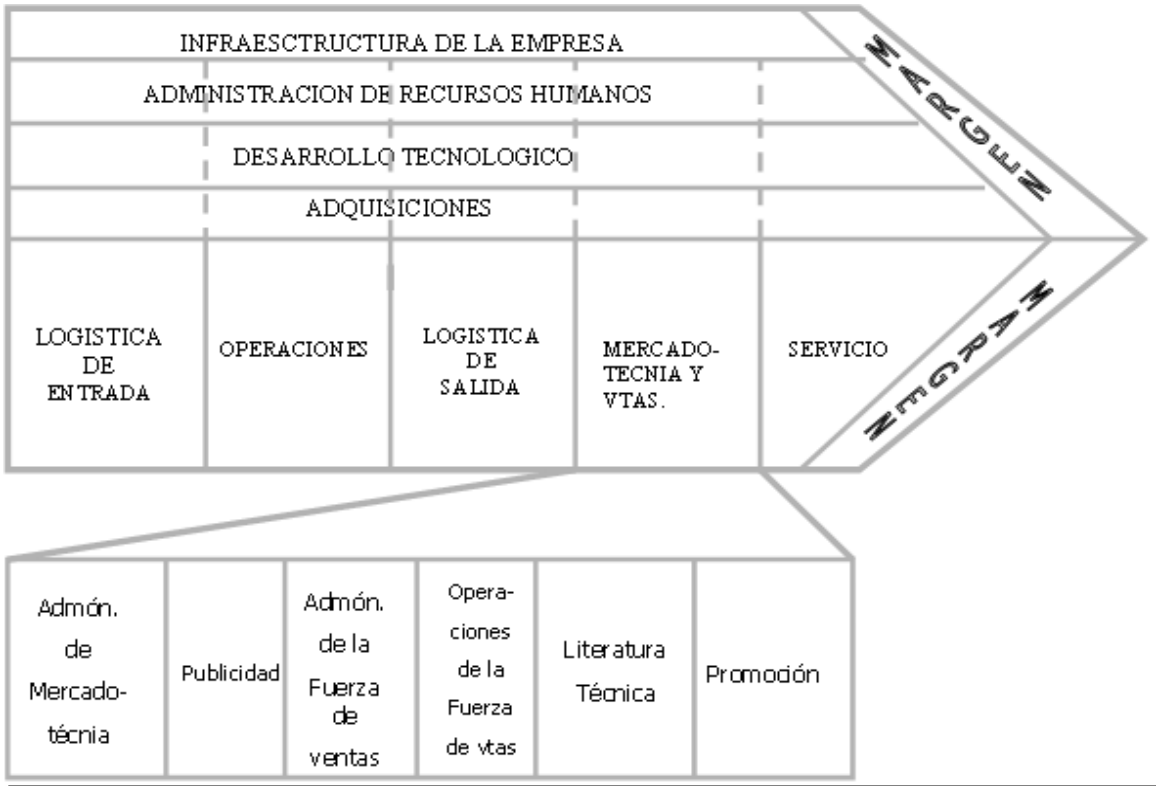 INFRAESCTRUCTURA DE LA EMPRESA
ADMINISTRACION DE RECURSOS HUMANOS
DESARROLLO TECNOLOGICO
ADQUISICIONES
MARGEN
LOGISTICA
DE
ENTRADA
OPERACIONES
LOGISTICA
DE
SALIDA
MERCADO-
TECNIA Y
VTAS.
SERVICIO
MARGEN
Admón.
de
Mercado-
técnia
Publicidad
Admón.
de la
Fuerza
de
ventas
Opera-
ciones
de la
Fuerza
de vtas
Literatura
Técnica
Promoción